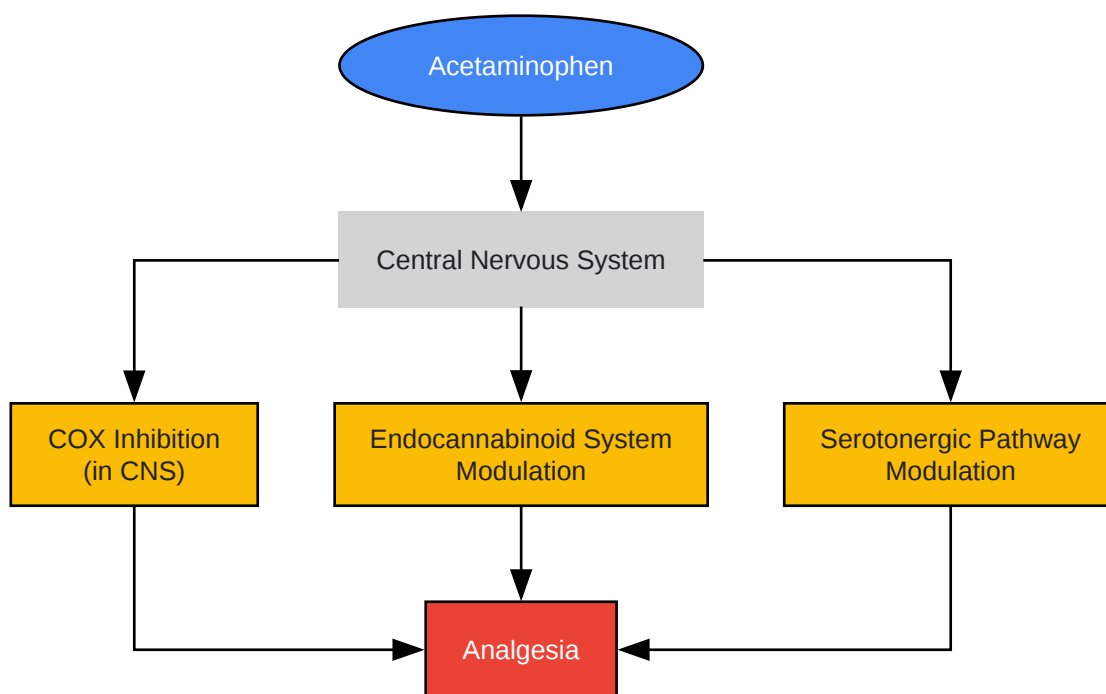 Acetaminophen
Central Nervous System
COX Inhibition
(in CNS)
Endocannabinoid System
Modulation
Serotonergic Pathway
Modulation
Analgesia